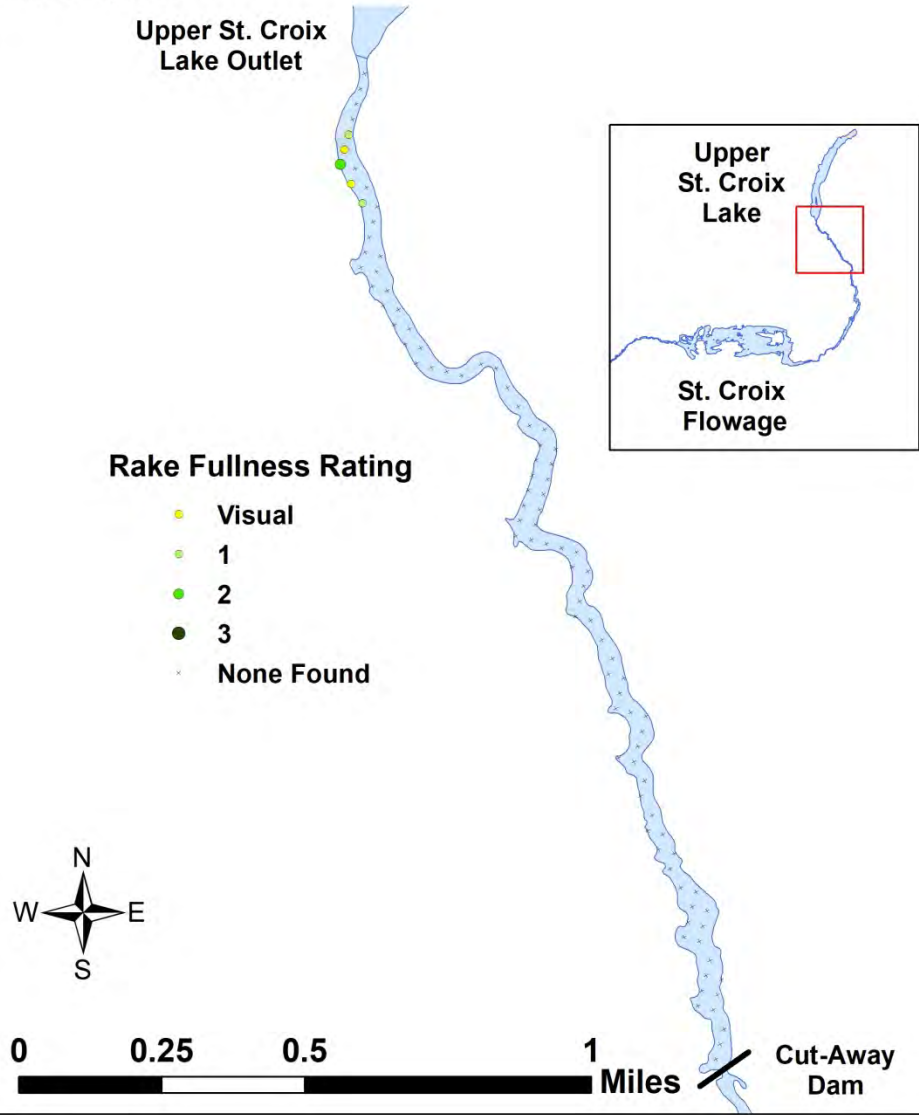 Upper St. Croix
Lake Outlet
Upper
St. Croix
Lake
St. Croix
Flowage
Rake Fullness Rating
Visual
1
2
3
None Found
N
W E
S
0 0.25 0.5 1
Miles
Cut-Away
Dam